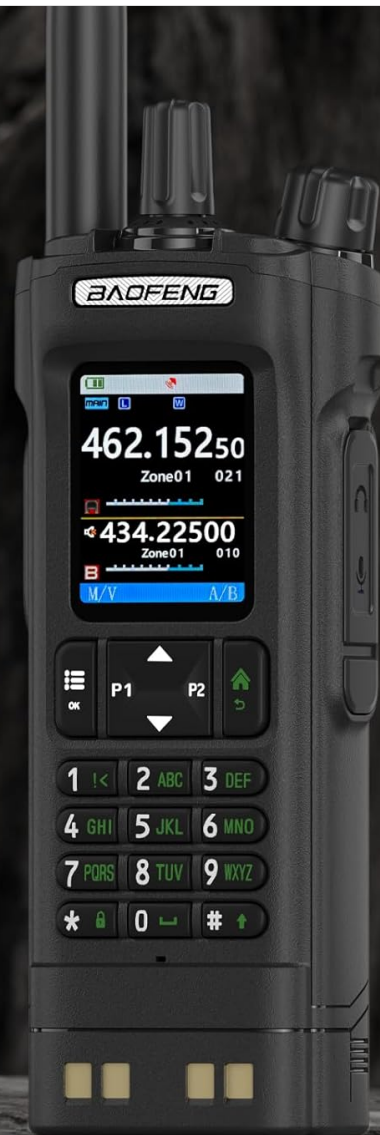 BAOFENG
MAIN L W
462.15250
Zone01 021
434.22500
Zone01 010
B
M/V A/B
P1 P2
OK
1 !< 2 ABC 3 DEF
4 GHI 5 JKL 6 MNO
7 PQRS 8 TUV 9 WXYZ
* 0 #